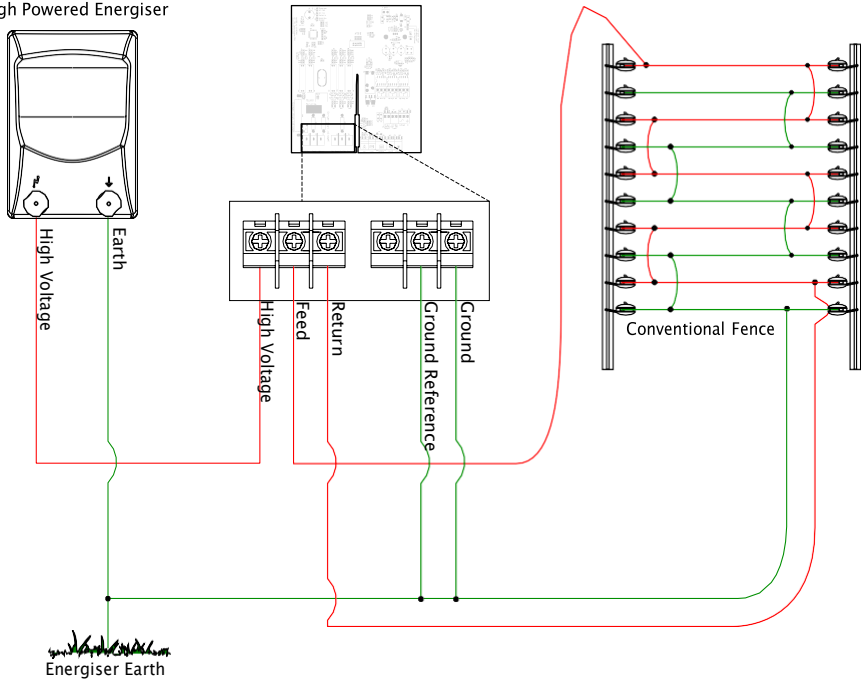 gh Powered Energiser
High Voltage
Earth
High Voltage
Feed
Return
Ground Reference
Ground
Conventional Fence
Energiser Earth